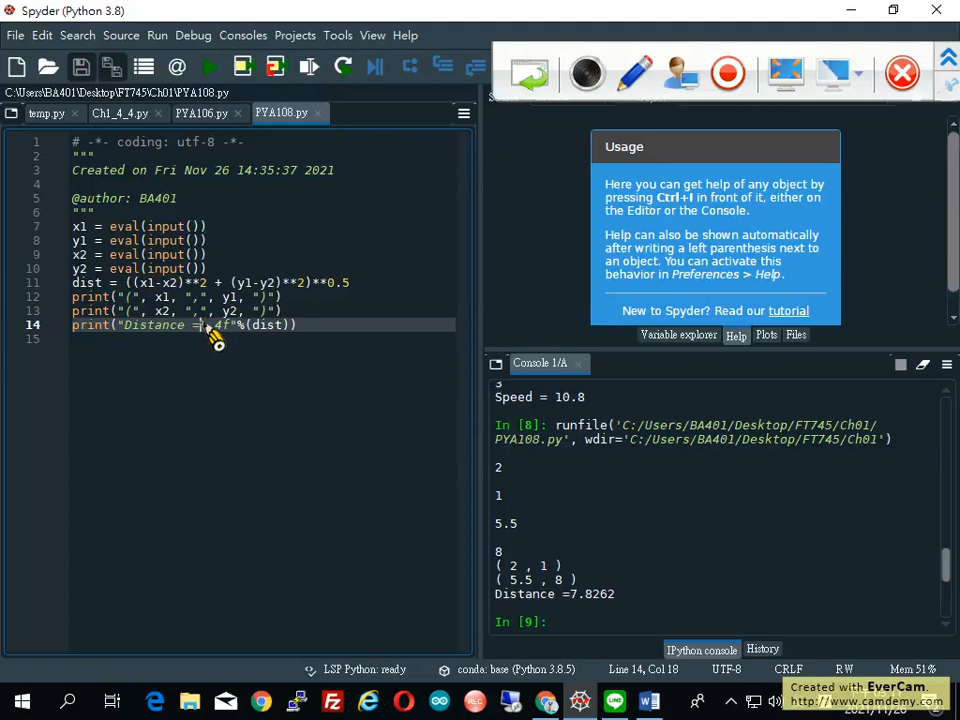 Spyder (Python 3.8)
File Edit Search Source Run Debug Consoles Projects Tools View Help
C:\Users\BA401\Desktop\FT745\Ch01\PYA108.py
temp.py Ch1_4_4.py PYA106.py PYA108.py
1 # -*- coding: utf-8 -*-
2 """
3 Created on Fri Nov 26 14:35:37 2021
4
5 @author: BA401
6 """
7 x1 = eval(input())
8 y1 = eval(input())
9 x2 = eval(input())
10 y2 = eval(input())
11 dist = ((x1-x2)**2 + (y1-y2)**2)**0.5
12 print("(", x1, ",", y1, ")")
13 print("(", x2, ",", y2, ")")
14 print("Distance = 4f"%(dist))
15
Usage
Here you can get help of any object by
pressing Ctrl+I in front of it, either on
the Editor or the Console.
Help can also be shown automatically
after writing a left parenthesis next to
an object. You can activate this
behavior in Preferences > Help.
New to Spyder? Read our tutorial
Variable explorer Help Plots Files
Console 1/A
3
Speed = 10.8
In [8]: runfile('C:/Users/BA401/Desktop/FT745/Ch01/
PYA108.py', wdir='C:/Users/BA401/Desktop/FT745/Ch01')
2
1
5.5
8
( 2 , 1 )
( 5.5 , 8 )
Distance =7.8262
In [9]:
IPython console History
LSP Python: ready conda: base (Python 3.8.5) Line 14, Col 18 UTF-8 CRLF RW Mem 51%
REC LINE
Created with EverCam.
www.camdemy.com